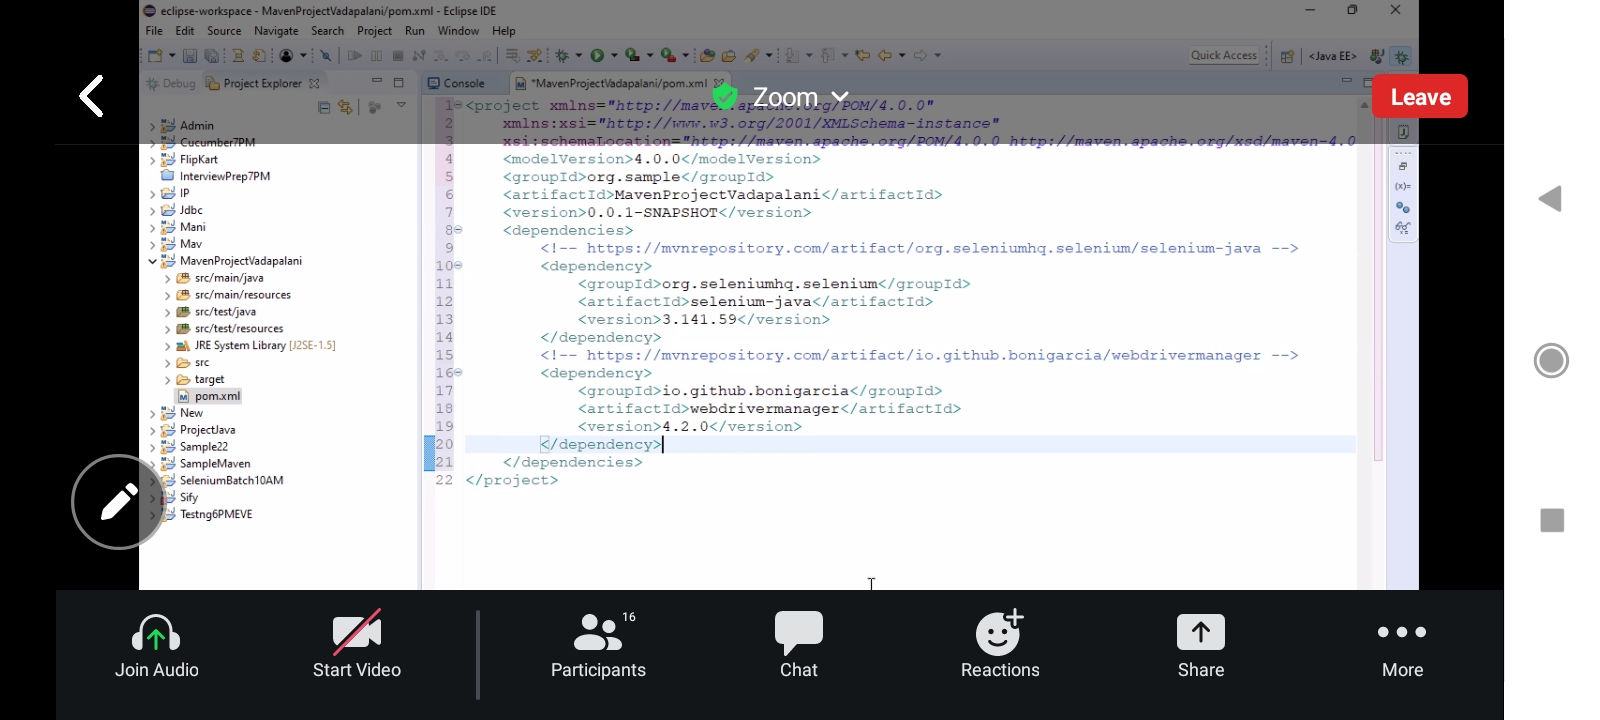 eclipse-workspace - MavenProjectVadapalani/pom.xml - Eclipse IDE
File Edit Source Navigate Search Project Run Window Help
Quick Access <Java EE>
Debug Project Explorer
Console *MavenProjectVadapalani/pom.xml
Zoom
Leave
Admin
Cucumber7PM
FlipKart
InterviewPrep7PM
IP
Jdbc
Mani
Mav
MavenProjectVadapalani
src/main/java
src/main/resources
src/test/java
src/test/resources
JRE System Library [J2SE-1.5]
src
target
pom.xml
New
ProjectJava
Sample22
SampleMaven
SeleniumBatch10AM
Sify
Testng6PMEVE
1 <project xmlns="http://maven.apache.org/POM/4.0.0"
2 xmlns:xsi="http://www.w3.org/2001/XMLSchema-instance"
3 xsi:schemaLocation="http://maven.apache.org/POM/4.0.0 http://maven.apache.org/xsd/maven-4.0
4 <modelVersion>4.0.0</modelVersion>
5 <groupId>org.sample</groupId>
6 <artifactId>MavenProjectVadapalani</artifactId>
7 <version>0.0.1-SNAPSHOT</version>
8 <dependencies>
9 <!-- https://mvnrepository.com/artifact/org.seleniumhq.selenium/selenium-java -->
10 <dependency>
11 <groupId>org.seleniumhq.selenium</groupId>
12 <artifactId>selenium-java</artifactId>
13 <version>3.141.59</version>
14 </dependency>
15 <!-- https://mvnrepository.com/artifact/io.github.bonigarcia/webdrivermanager -->
16 <dependency>
17 <groupId>io.github.bonigarcia</groupId>
18 <artifactId>webdrivermanager</artifactId>
19 <version>4.2.0</version>
20 </dependency>
21 </dependencies>
22 </project>
(x)=
Join Audio
Start Video
16
Participants
Chat
Reactions
Share
More